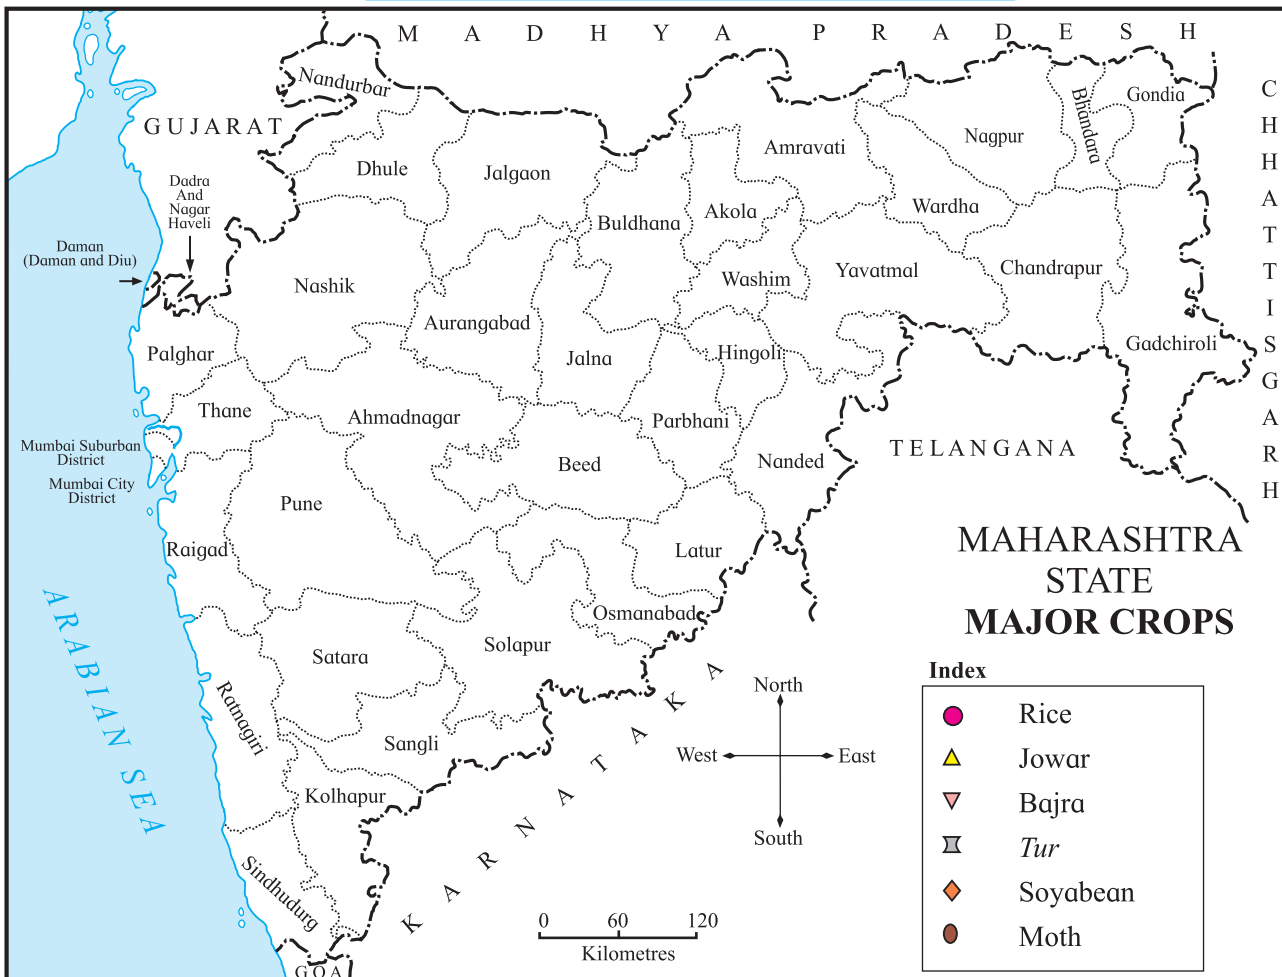 MADHYA PRADESH
CHHATTISGARH
GUJARAT
Nandurbar
Dhule
Jalgaon
Buldhana
Akola
Amravati
Nagpur
Bhandara
Gondia
Wardha
Dadra
And
Nagar
Haveli
Daman
(Daman and Diu)
Nashik
Aurangabad
Jalna
Washim
Yavatmal
Chandrapur
Gadchiroli
Hingoli
Palghar
Thane
Ahmadnagar
Parbhani
Beed
Nanded
TELANGANA
Mumbai Suburban
District
Mumbai City
District
Pune
Raigad
Latur
Osmanabad
Solapur
Satara
Ratnagiri
Sangli
Kolhapur
Sindhudurg
GOA
KARNATAKA
ARABIAN SEA
MAHARASHTRA
STATE
MAJOR CROPS
North
West
East
South
0 60 120
Kilometres
Index
Rice
Jowar
Bajra
Tur
Soyabean
Moth